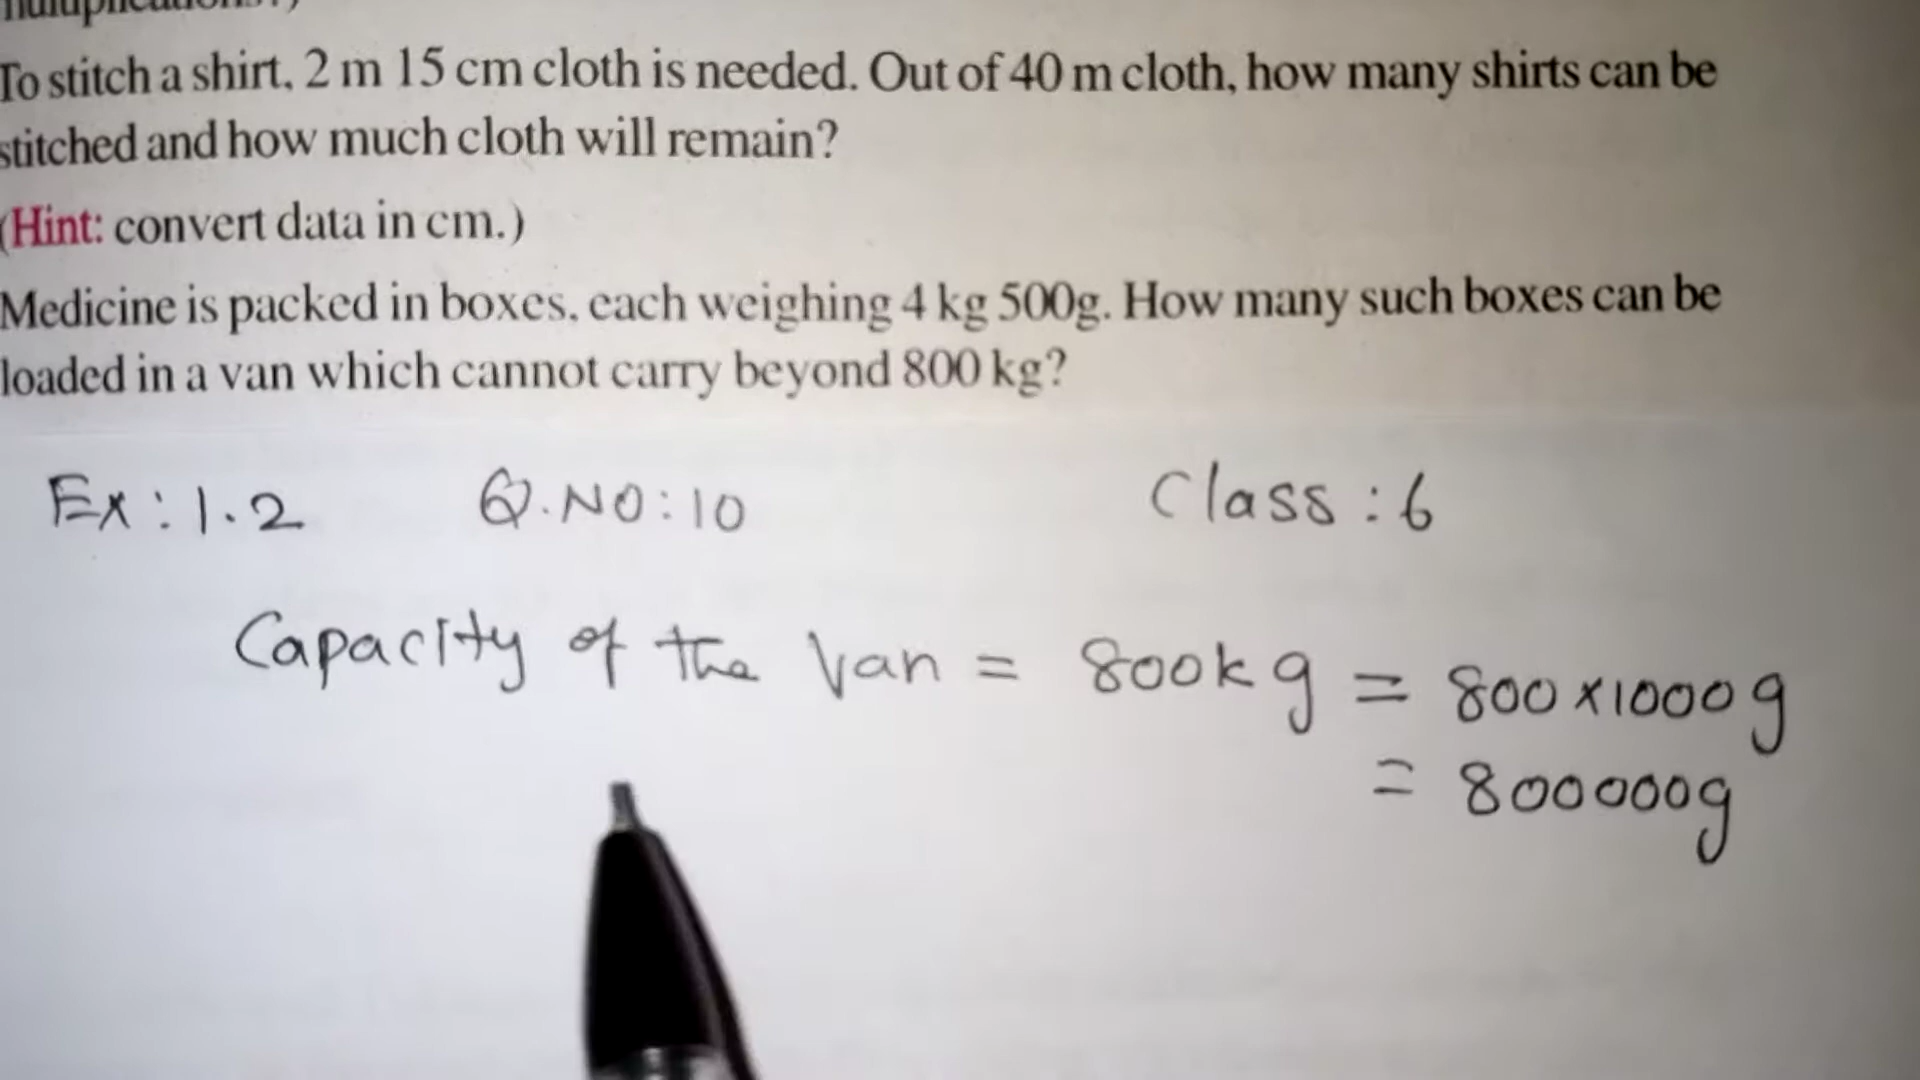 To stitch a shirt, 2 m 15 cm cloth is needed. Out of 40 m cloth, how many shirts can be
stitched and how much cloth will remain?
(Hint: convert data in cm.)
Medicine is packed in boxes, each weighing 4 kg 500g. How many such boxes can be
loaded in a van which cannot carry beyond 800 kg?
Ex : 1.2 Q.NO:10 Class : 6
Capacity of the van = 800kg = 800x1000g
= 800000g